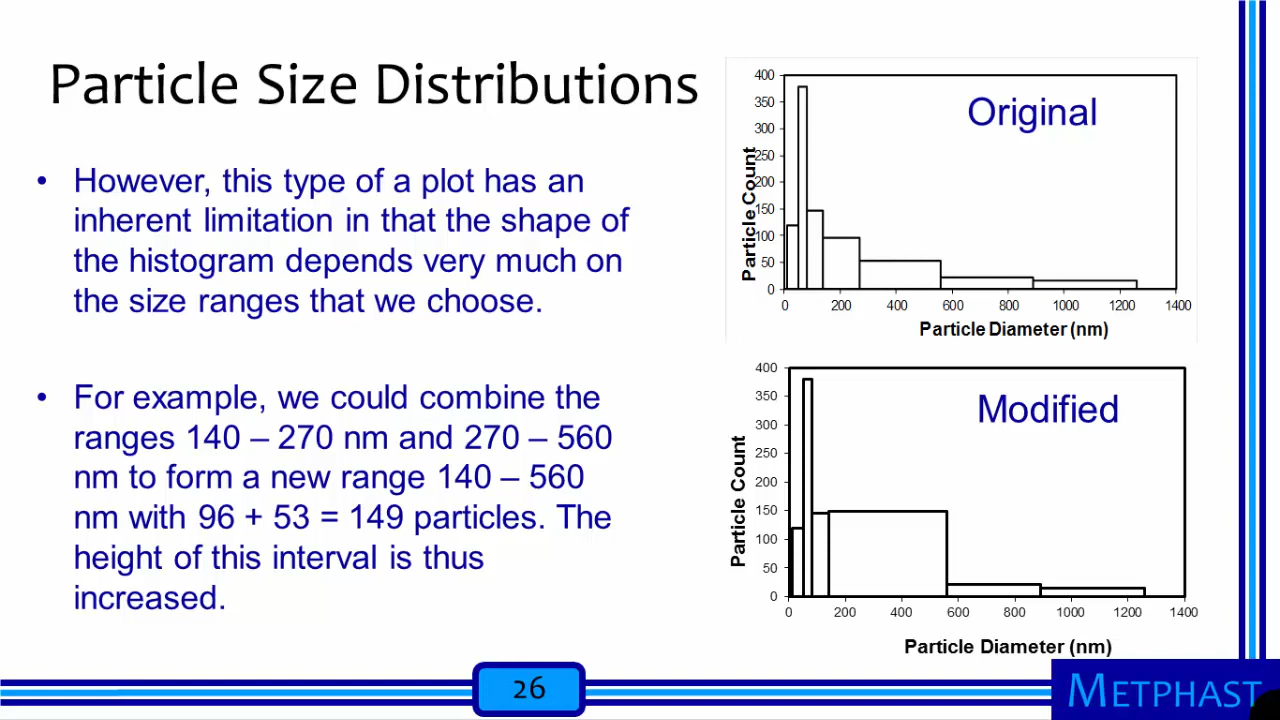 Particle Size Distributions
• However, this type of a plot has an
inherent limitation in that the shape of
the histogram depends very much on
the size ranges that we choose.
• For example, we could combine the
ranges 140 – 270 nm and 270 – 560
nm to form a new range 140 – 560
nm with 96 + 53 = 149 particles. The
height of this interval is thus
increased.
Original
Particle Count
400
350
300
250
200
150
100
50
0
0 200 400 600 800 1000 1200 1400
Particle Diameter (nm)
Modified
Particle Count
400
350
300
250
200
150
100
50
0
0 200 400 600 800 1000 1200 1400
Particle Diameter (nm)
26
METPHAST